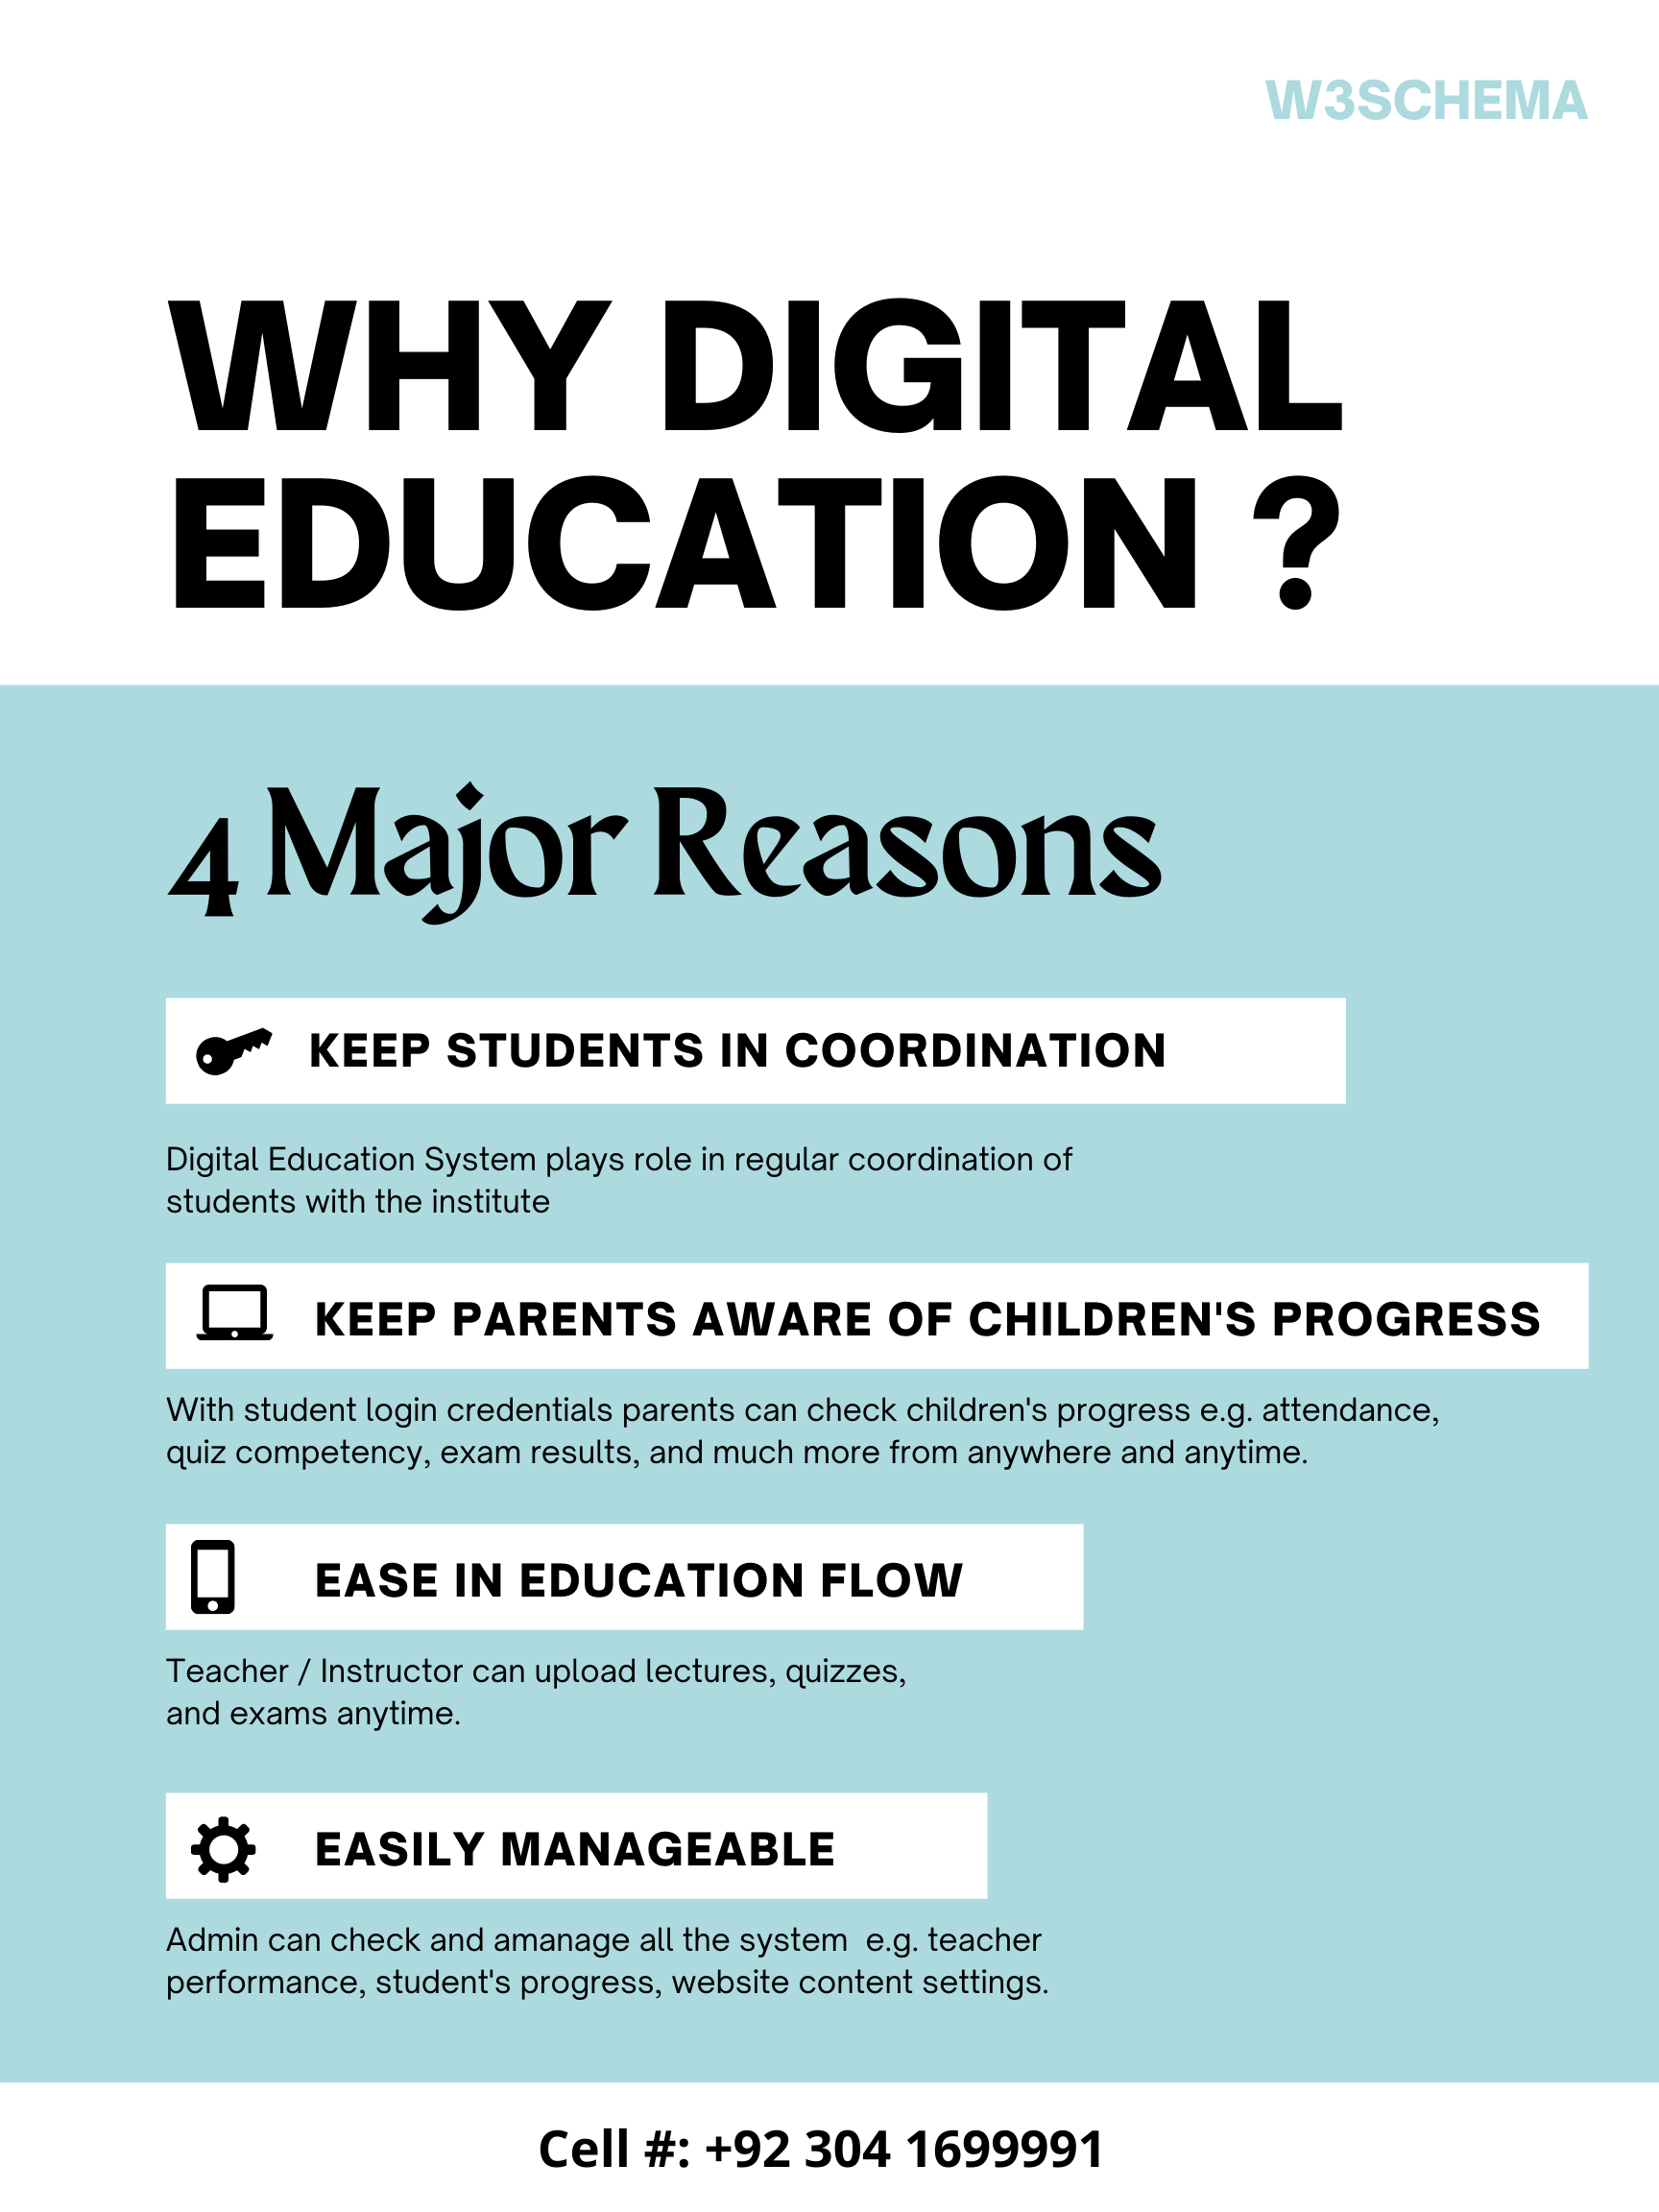 W3SCHEMA
WHY DIGITAL
EDUCATION ?
4 Major Reasons
KEEP STUDENTS IN COORDINATION
Digital Education System plays role in regular coordination of
students with the institute
KEEP PARENTS AWARE OF CHILDREN'S PROGRESS
With student login credentials parents can check children's progress e.g. attendance,
quiz competency, exam results, and much more from anywhere and anytime.
EASE IN EDUCATION FLOW
Teacher / Instructor can upload lectures, quizzes,
and exams anytime.
EASILY MANAGEABLE
Admin can check and amanage all the system  e.g. teacher
performance, student's progress, website content settings.
Cell #: +92 304 1699991